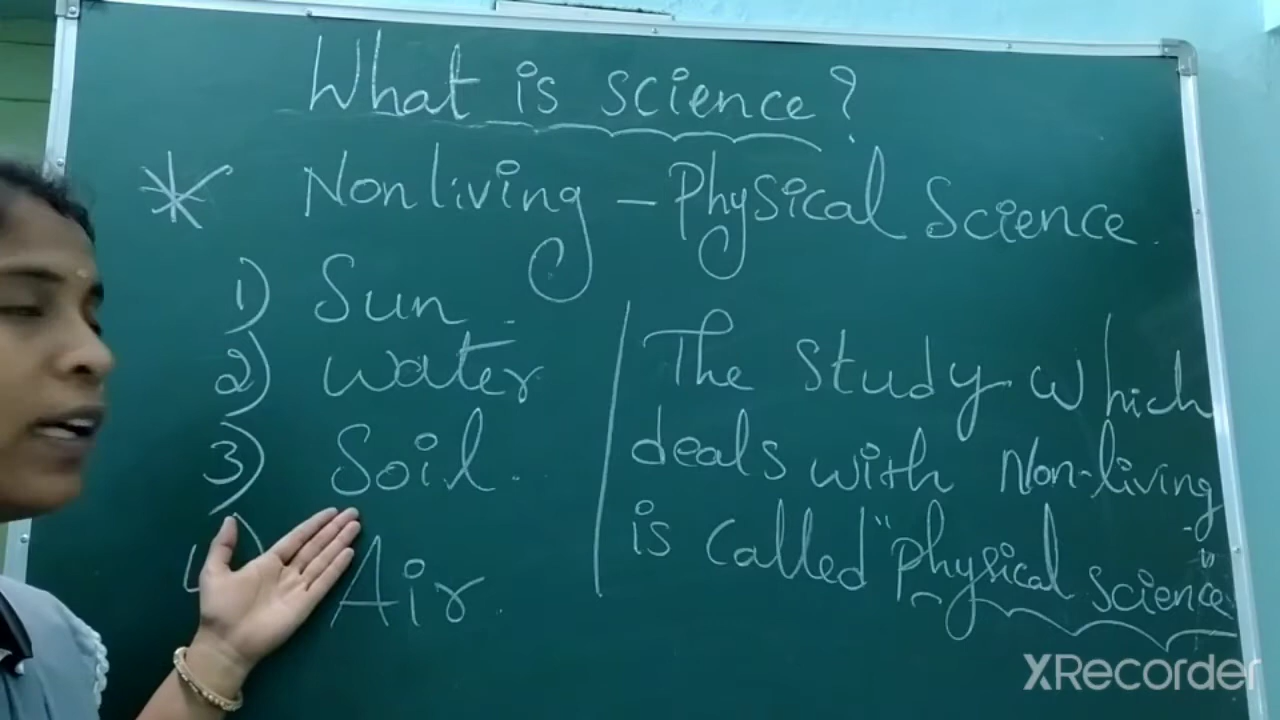 What is science?
* Nonliving - Physical Science.
1) Sun
2) Water
3) Soil.
4) Air.
The Study which
deals with Non-living
is called "Physical Science"
XRecorder